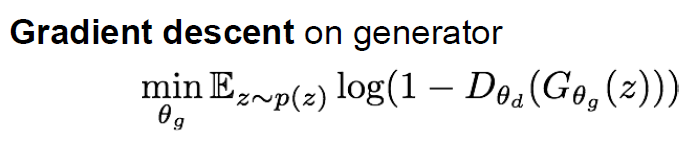 Gradient descent on generator
min_{θ_g} 𝔼_{z∼p(z)} log(1 − D_{θ_d}(G_{θ_g}(z)))